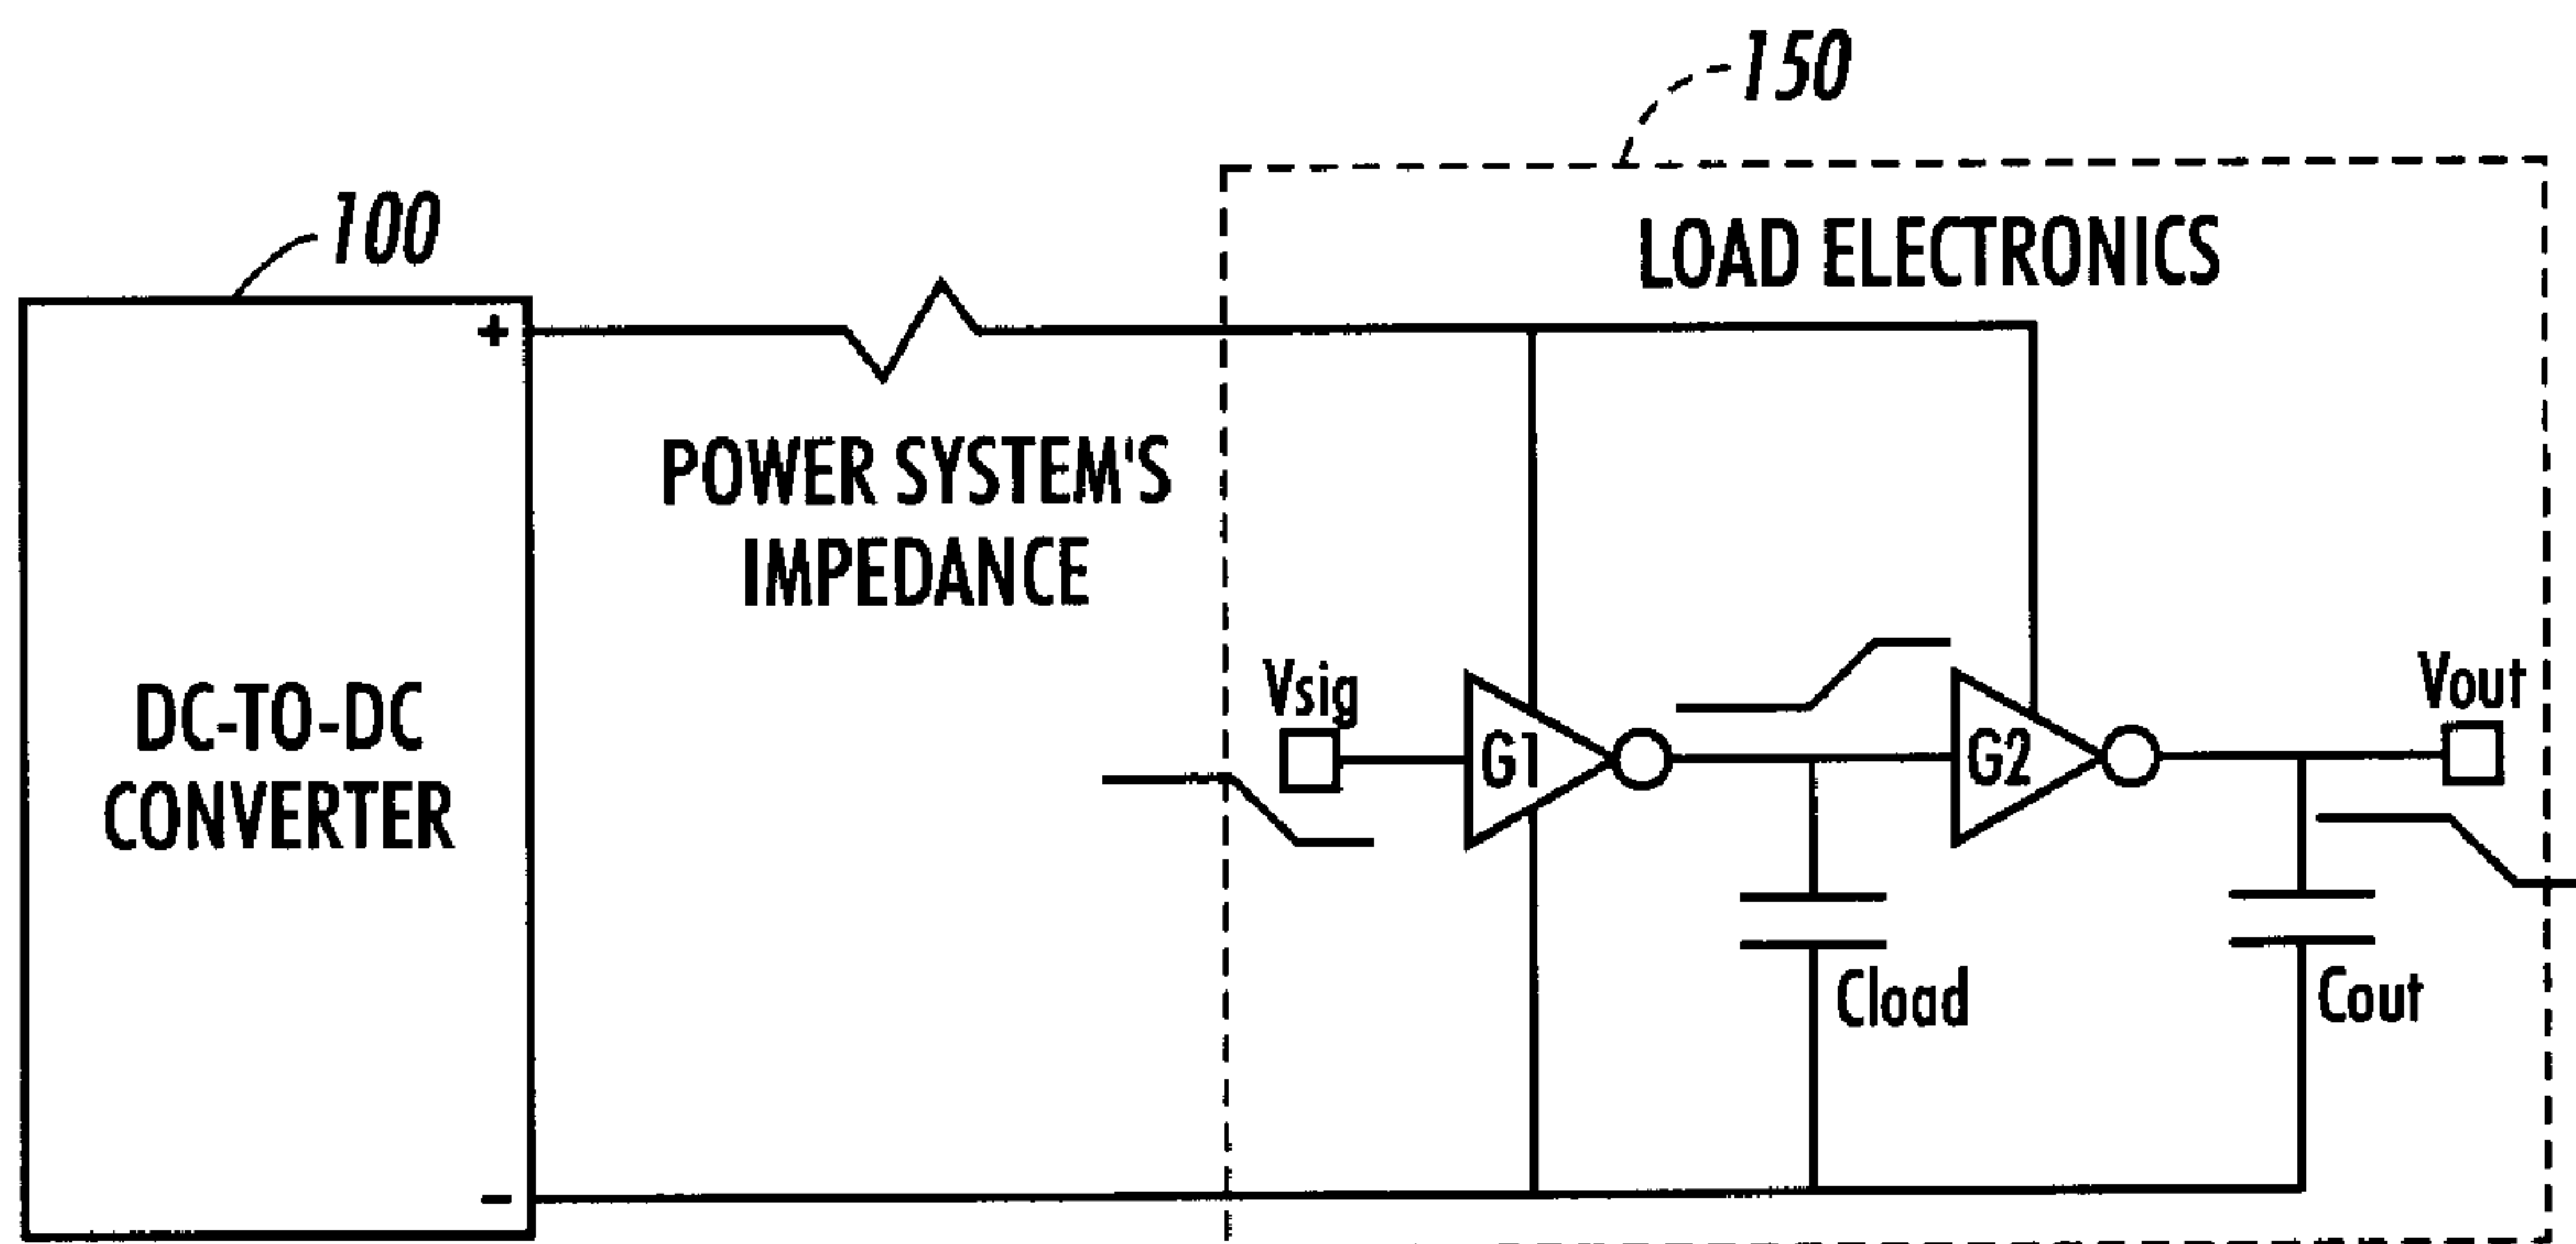 150
100
LOAD ELECTRONICS
+
POWER SYSTEM'S
IMPEDANCE
DC-TO-DC
CONVERTER
Vsig
G1
G2
Vout
Cload
Cout
-